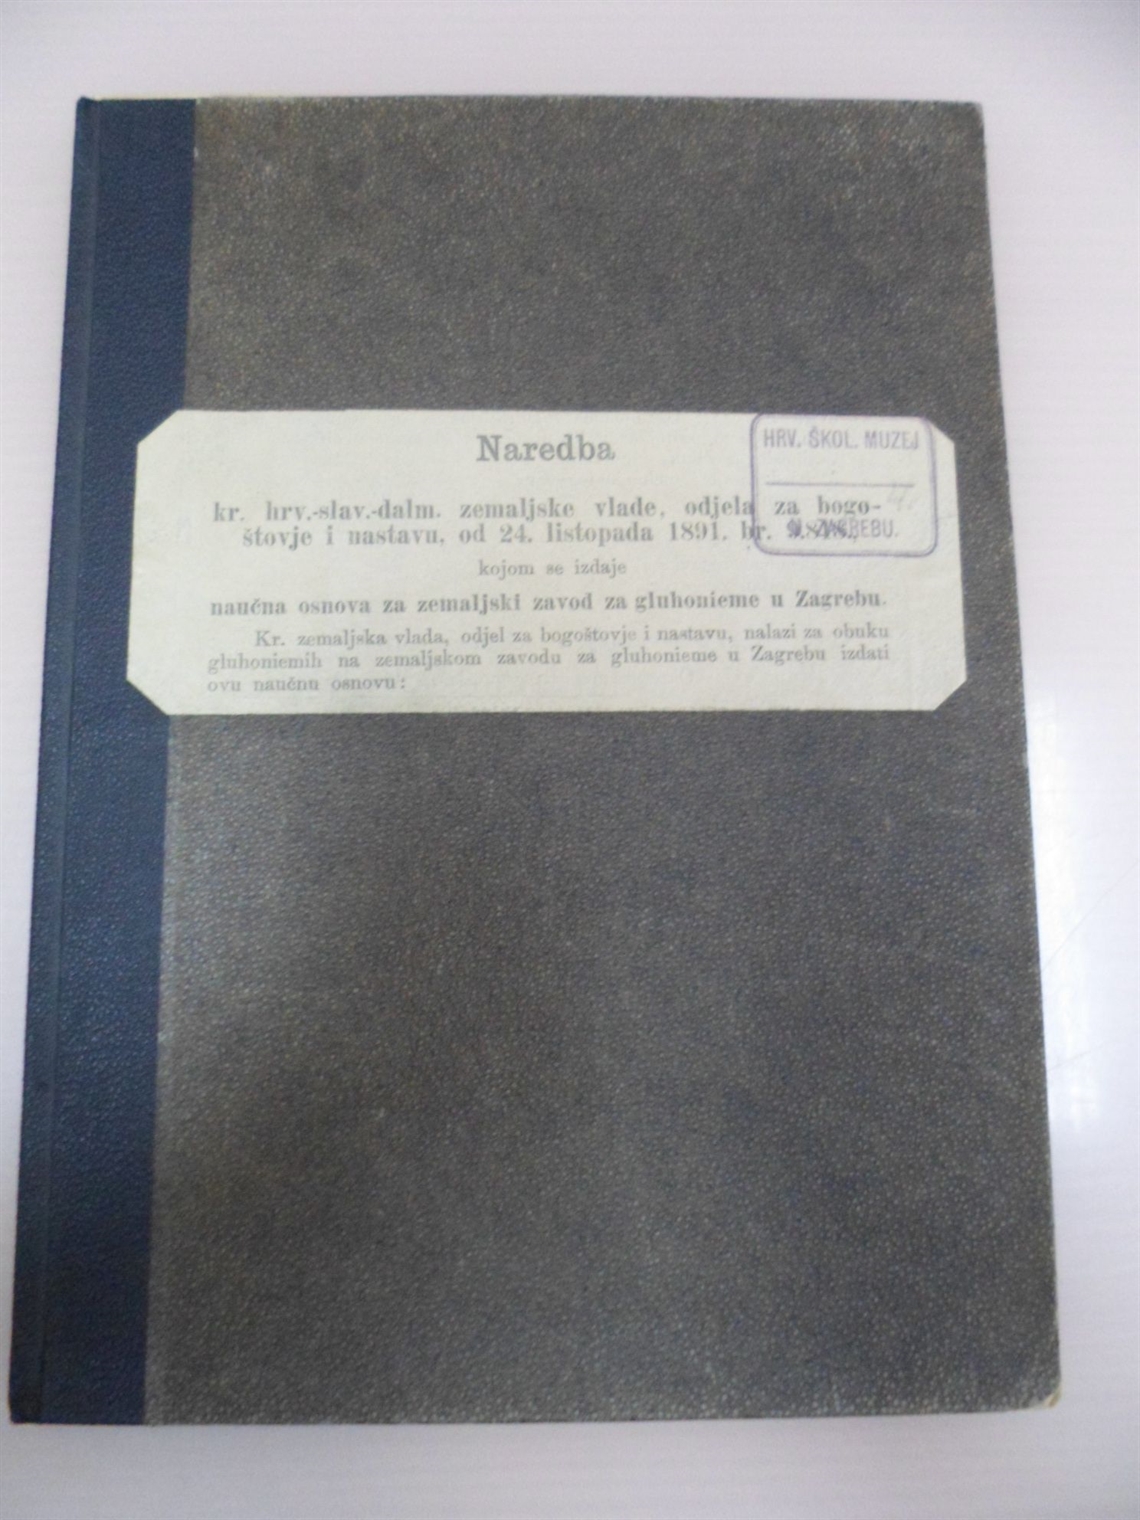 Naredba
kr. hrv.-slav.-dalm. zemaljske vlade, odjela za bogo-
štovje i nastavu, od 24. listopada 1891. br.
kojom se izdaje
naučna osnova za zemaljski zavod za gluhonieme u Zagrebu.
Kr. zemaljska vlada, odjel za bogoštovje i nastavu, nalazi za obuku
gluhoniemih na zemaljskom zavodu za gluhonieme u Zagrebu izdati
ovu naučnu osnovu:
HRV. ŠKOL. MUZEJ
U ZAGREBU.